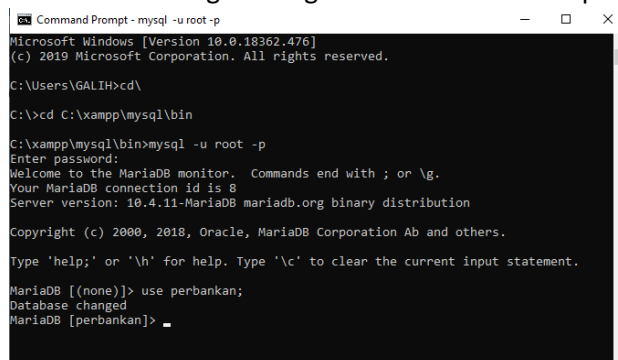 Command Prompt - mysql -u root -p
Microsoft Windows [Version 10.0.18362.476]
(c) 2019 Microsoft Corporation. All rights reserved.
C:\Users\GALIH>cd\
C:\>cd C:\xampp\mysql\bin
C:\xampp\mysql\bin>mysql -u root -p
Enter password:
Welcome to the MariaDB monitor.  Commands end with ; or \g.
Your MariaDB connection id is 8
Server version: 10.4.11-MariaDB mariadb.org binary distribution
Copyright (c) 2000, 2018, Oracle, MariaDB Corporation Ab and others.
Type 'help;' or '\h' for help. Type '\c' to clear the current input statement.
MariaDB [(none)]> use perbankan;
Database changed
MariaDB [perbankan]> _